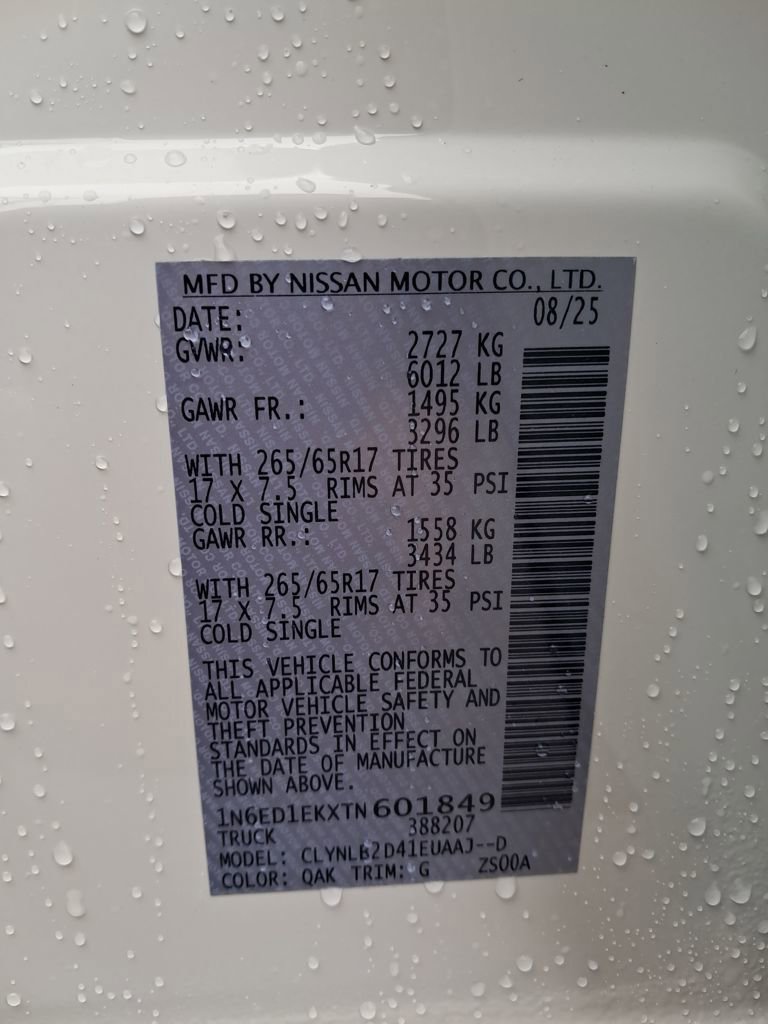 MFD BY NISSAN MOTOR CO., LTD.
DATE: 08/25
GVWR: 2727 KG
6012 LB
GAWR FR.: 1495 KG
3296 LB
WITH 265/65R17 TIRES
17 X 7.5 RIMS AT 35 PSI
COLD SINGLE
GAWR RR.: 1558 KG
3434 LB
WITH 265/65R17 TIRES
17 X 7.5 RIMS AT 35 PSI
COLD SINGLE
THIS VEHICLE CONFORMS TO
ALL APPLICABLE FEDERAL
MOTOR VEHICLE SAFETY AND
THEFT PREVENTION
STANDARDS IN EFFECT ON
THE DATE OF MANUFACTURE
SHOWN ABOVE.
1N6ED1EKXTN601849
TRUCK 388207
MODEL: CLYNLB2D41EUAAJ--D
COLOR: QAK TRIM: G ZS00A